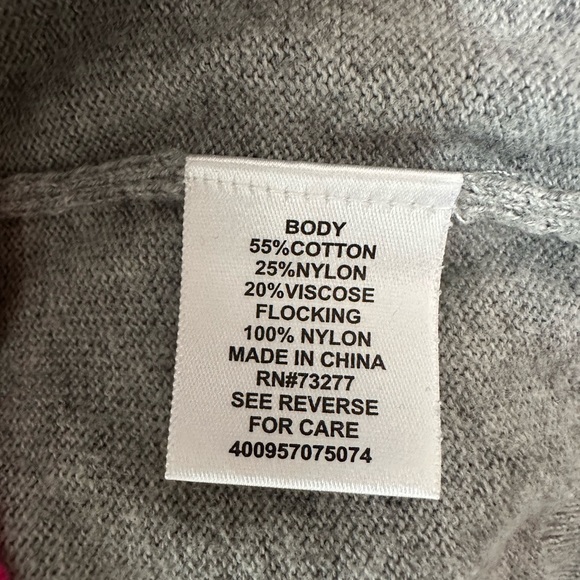 BODY
55%COTTON
25%NYLON
20%VISCOSE
FLOCKING
100% NYLON
MADE IN CHINA
RN#73277
SEE REVERSE
FOR CARE
400957075074